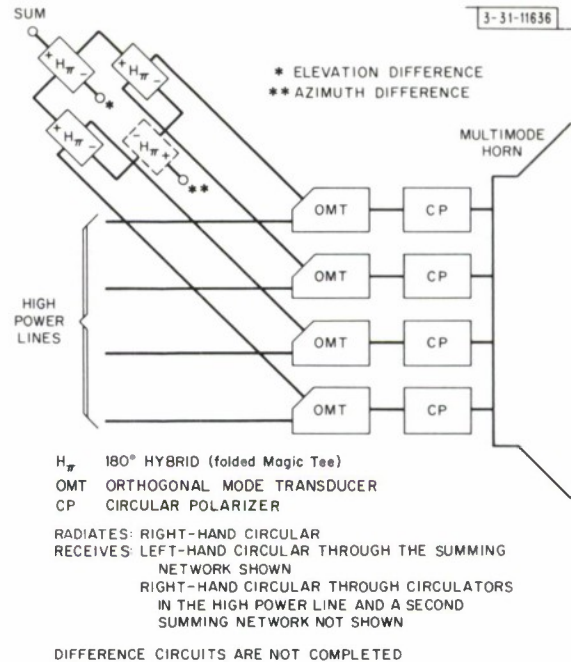 SUM
3-31-11636
+ Hπ -
+ Hπ -
*
* ELEVATION DIFFERENCE
** AZIMUTH DIFFERENCE
+ Hπ -
- Hπ +
**
MULTIMODE
HORN
OMT
CP
OMT
CP
HIGH
POWER
LINES
OMT
CP
OMT
CP
Hπ 180° HYBRID (folded Magic Tee)
OMT ORTHOGONAL MODE TRANSDUCER
CP CIRCULAR POLARIZER
RADIATES: RIGHT-HAND CIRCULAR
RECEIVES: LEFT-HAND CIRCULAR THROUGH THE SUMMING
NETWORK SHOWN
RIGHT-HAND CIRCULAR THROUGH CIRCULATORS
IN THE HIGH POWER LINE AND A SECOND
SUMMING NETWORK NOT SHOWN
DIFFERENCE CIRCUITS ARE NOT COMPLETED